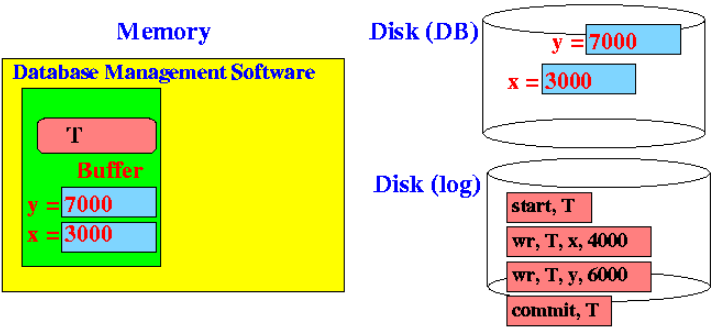 Memory
Database Management Software
T
Buffer
y = 7000
x = 3000
Disk (DB)
y = 7000
x = 3000
Disk (log)
start, T
wr, T, x, 4000
wr, T, y, 6000
commit, T